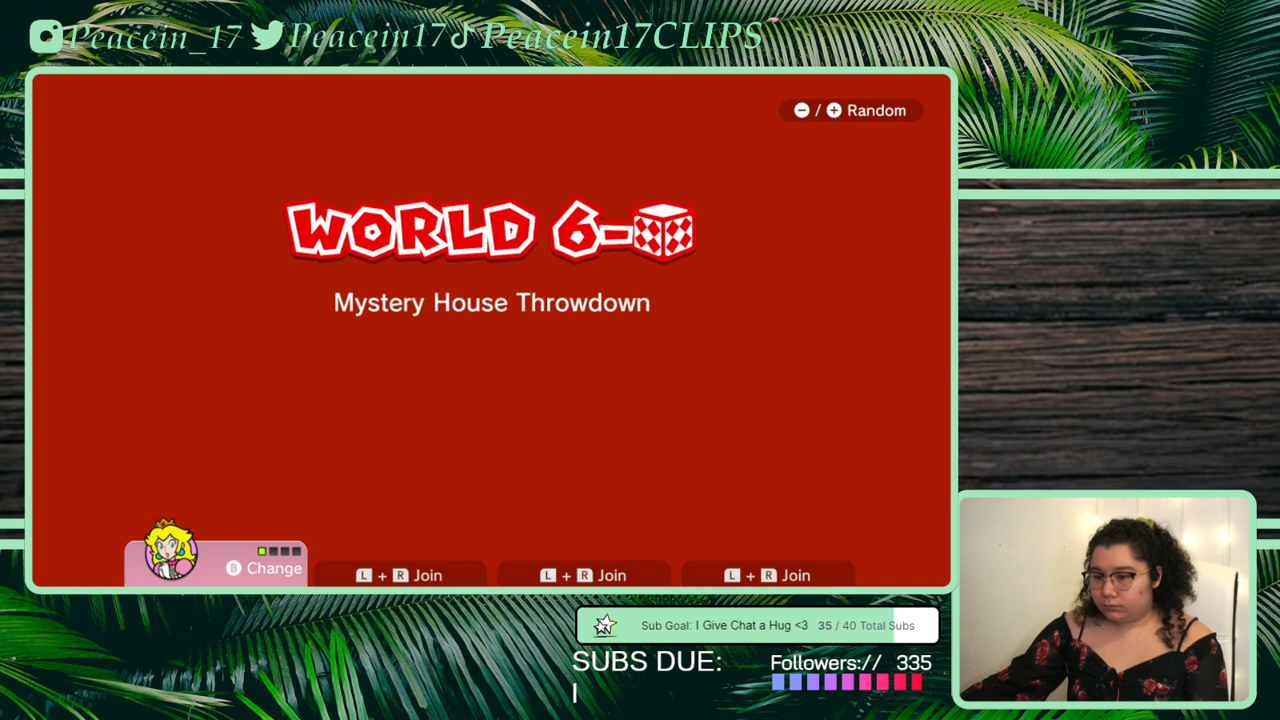 Peacein_17 Peacein17 Peacein17CLIPS
- / + Random
WORLD 6-
Mystery House Throwdown
B Change
L + R Join
L + R Join
L + R Join
Sub Goal: I Give Chat a Hug <3 35 / 40 Total Subs
SUBS DUE:
Followers:// 335